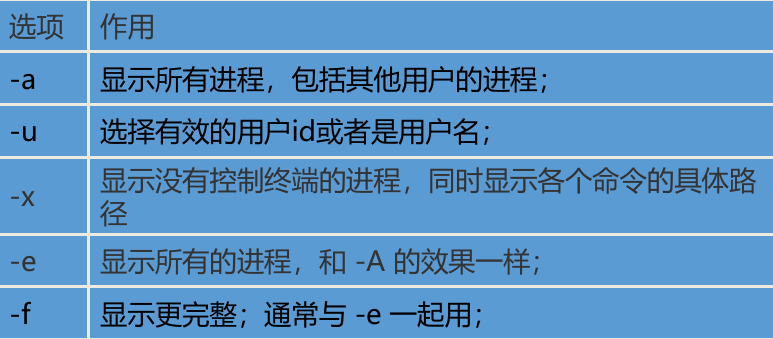 选项 作用
-a 显示所有进程，包括其他用户的进程；
-u 选择有效的用户id或者是用户名；
-x 显示没有控制终端的进程，同时显示各个命令的具体路
径
-e 显示所有的进程，和 -A 的效果一样；
-f 显示更完整；通常与 -e 一起用；